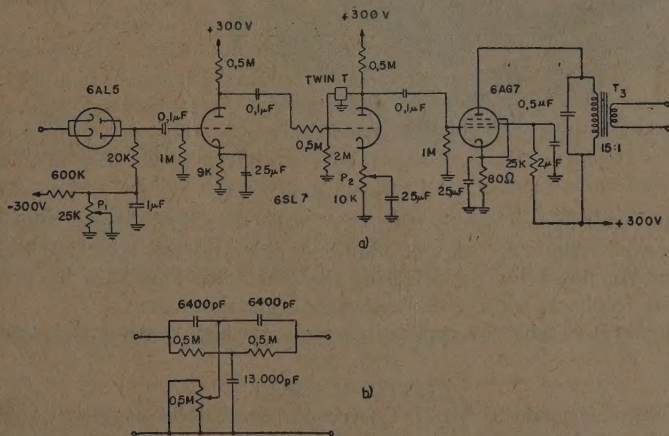 +300V
+300V
0,5M
0,5M
TWIN T
6AL5
0,1µF
0,1µF
0,1µF
6AG7
0,5µF
T3
15:1
20K
1M
9K
25µF
0,5M
2M
6SL7
P2
10K
25µF
1M
25µF
80Ω
25K
2µF
+300V
600K
-300V
25K
P1
1µF
a)
6400pF
6400pF
0,5M
0,5M
0,5M
13.000pF
b)